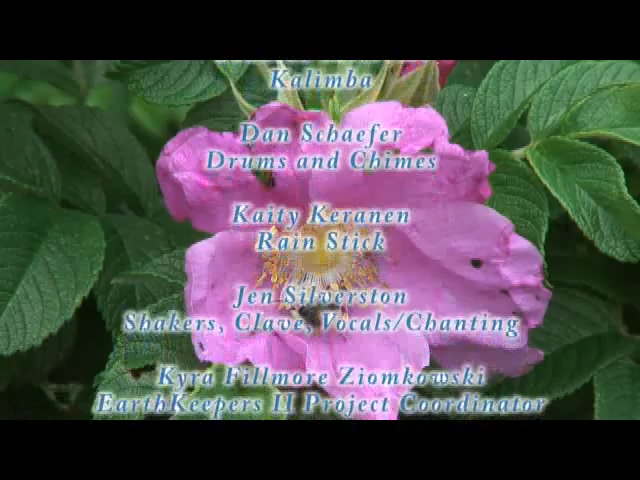 Kalimba
Dan Schaefer
Drums and Chimes
Kaity Keranen
Rain Stick
Jen Silverston
Shakers, Clave, Vocals/Chanting
Kyra Fillmore Ziomkowski
EarthKeepers II Project Coordinator